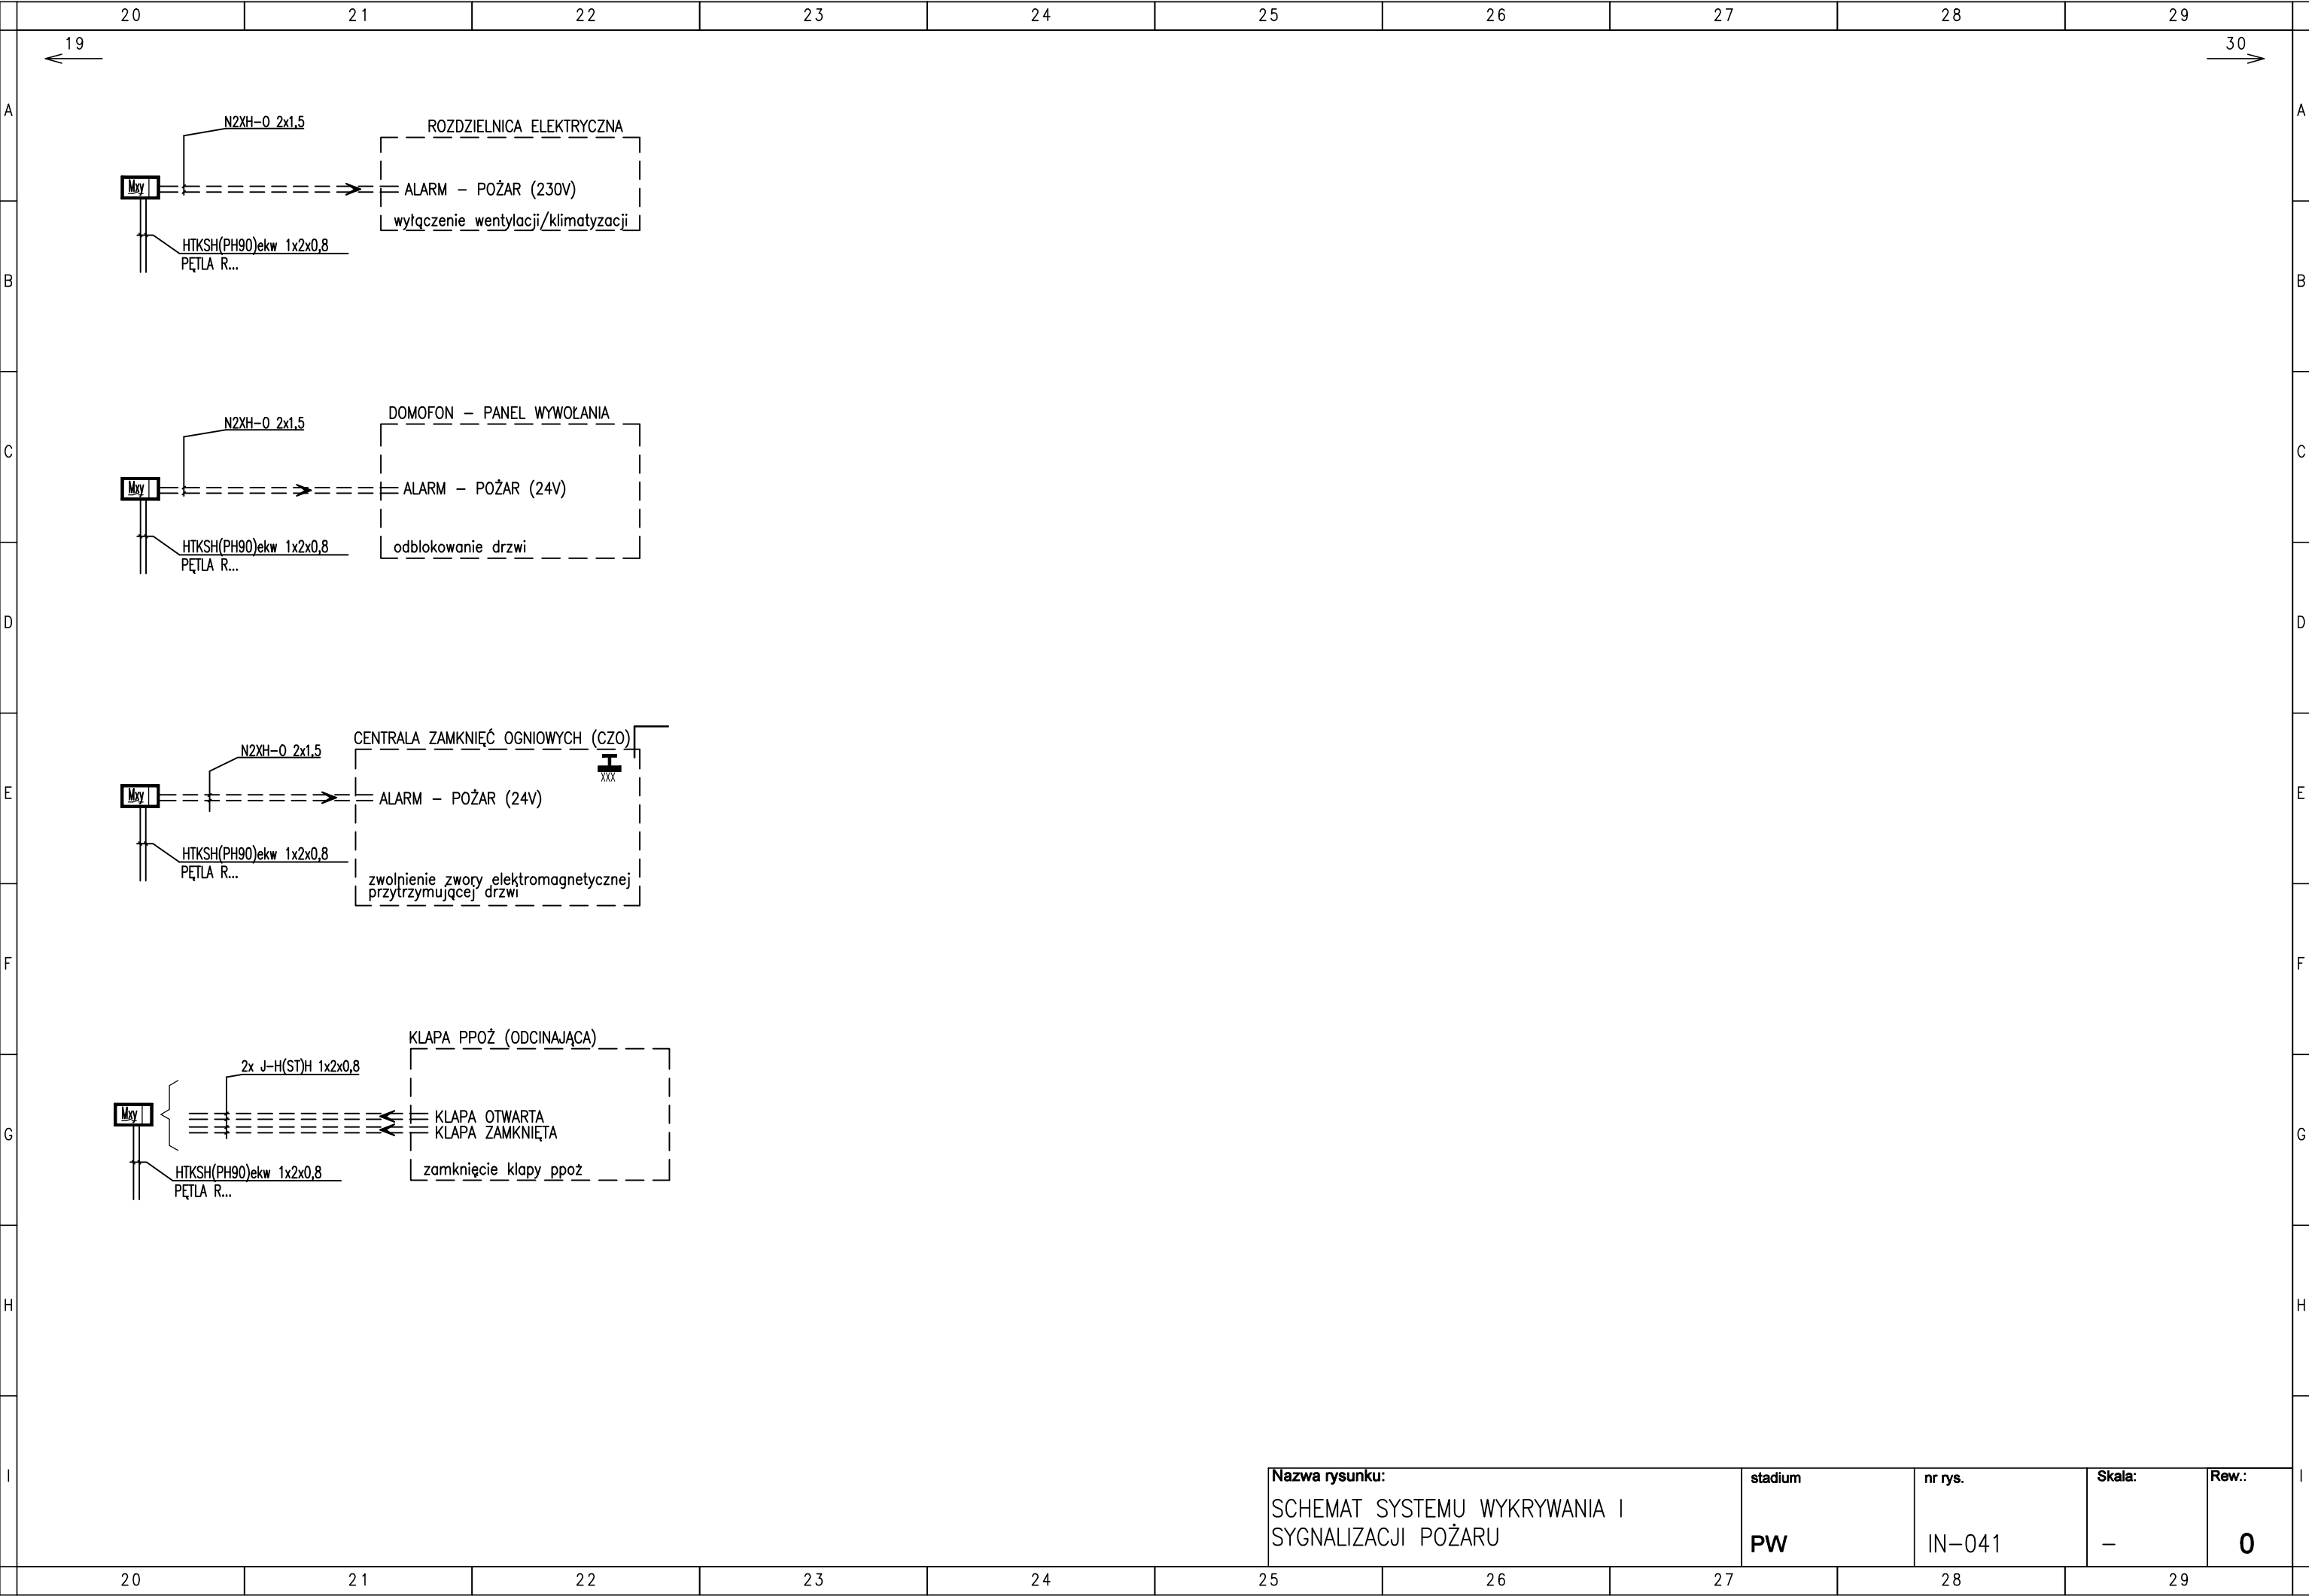 20 21 22 23 24 25 26 27 28 29
19 30
A A
N2XH-O 2x1,5
ROZDZIELNICA ELEKTRYCZNA
Mxy
ALARM - POŻAR (230V)
wyłączenie wentylacji/klimatyzacji
HTKSH(PH90)ekw 1x2x0,8
PĘTLA R...
B B
DOMOFON - PANEL WYWOŁANIA
N2XH-O 2x1,5
C C
Mxy
ALARM - POŻAR (24V)
HTKSH(PH90)ekw 1x2x0,8
odblokowanie drzwi
PĘTLA R...
D D
CENTRALA ZAMKNIĘĆ OGNIOWYCH (CZO)
N2XH-O 2x1,5
XXX
E E
Mxy
ALARM - POŻAR (24V)
HTKSH(PH90)ekw 1x2x0,8
PĘTLA R...
zwolnienie zwory elektromagnetycznej
przytrzymującej drzwi
F F
KLAPA PPOŻ (ODCINAJĄCA)
2x J-H(ST)H 1x2x0,8
Mxy
KLAPA OTWARTA
KLAPA ZAMKNIĘTA
G G
HTKSH(PH90)ekw 1x2x0,8
zamknięcie klapy ppoż
PĘTLA R...
H H
I I
Nazwa rysunku:
SCHEMAT SYSTEMU WYKRYWANIA I
SYGNALIZACJI POŻARU
stadium
PW
nr rys.
IN-041
Skala:
-
Rew.:
0
20 21 22 23 24 25 26 27 28 29